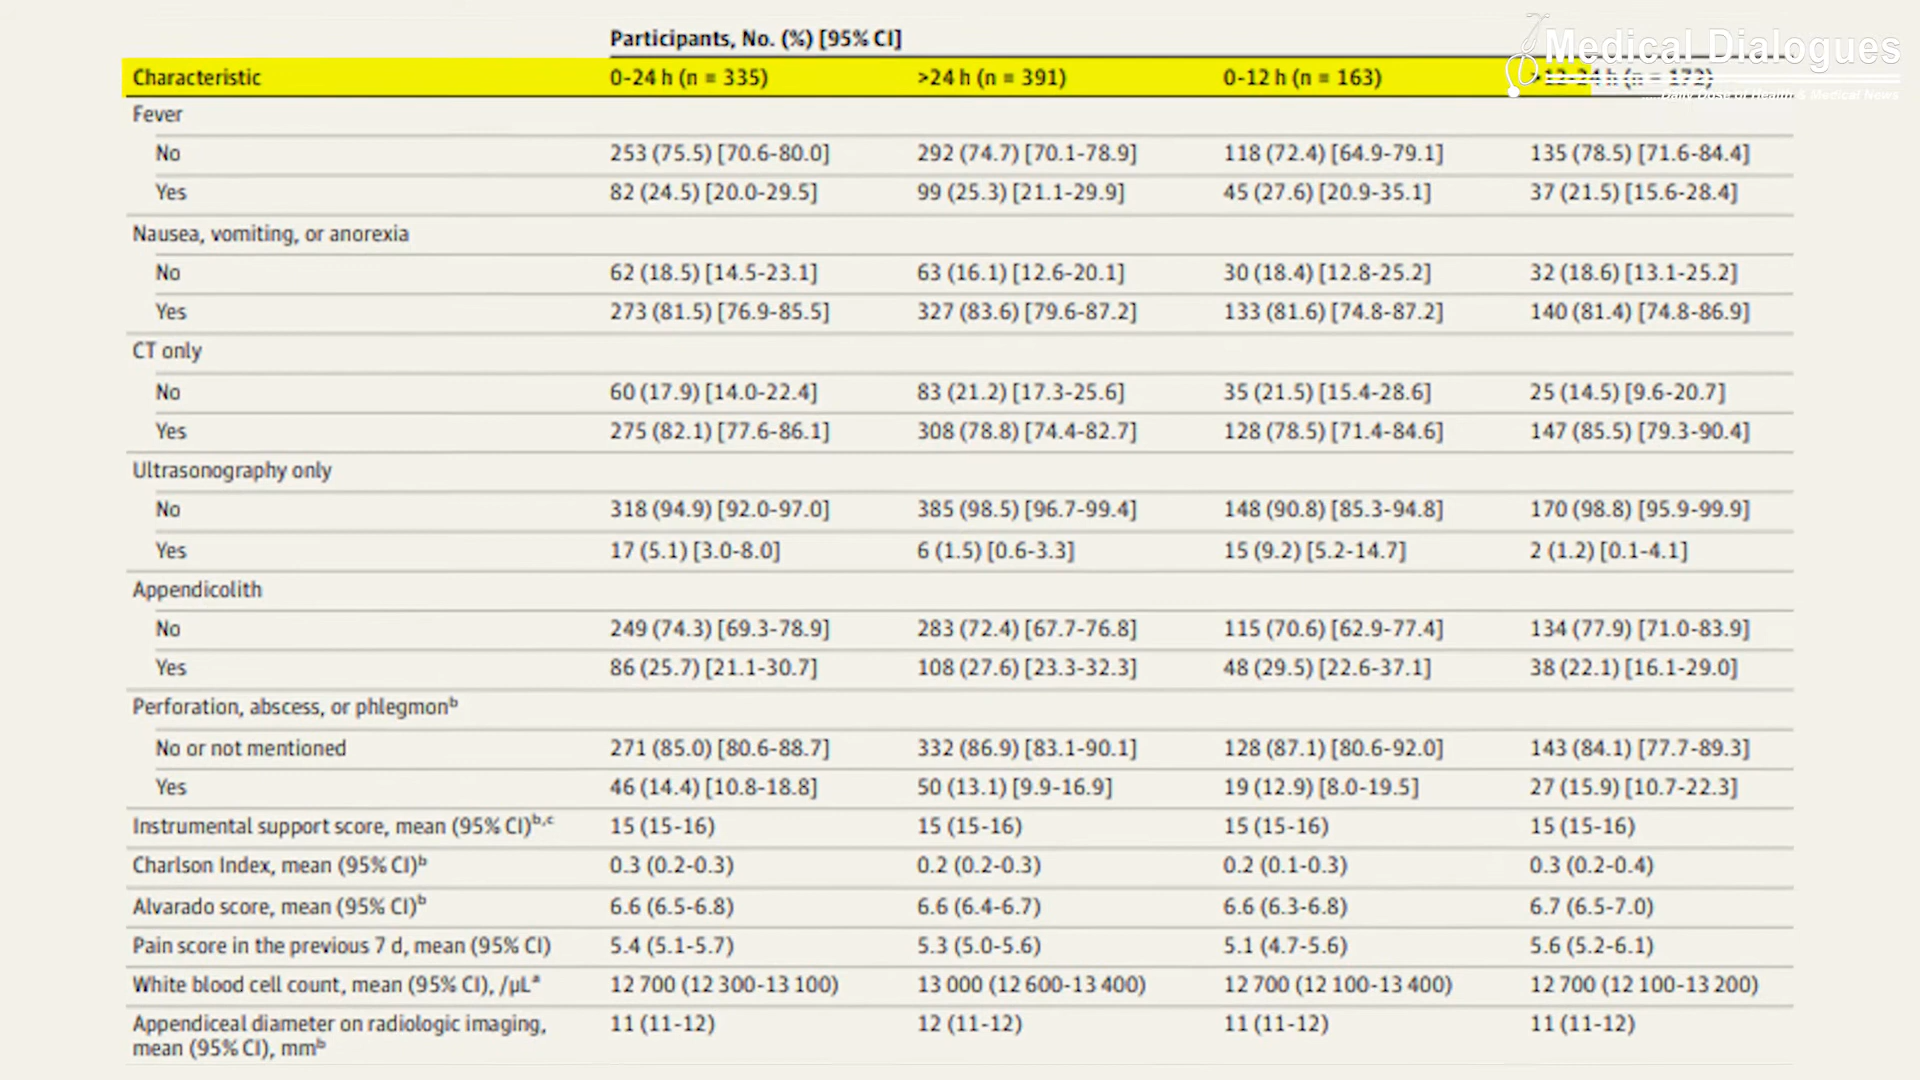 Participants, No. (%) [95% CI]
Medical Dialogues
Characteristic 0-24 h (n = 335) >24 h (n = 391) 0-12 h (n = 163) >12-24 h (n = 172)
Daily Dose of Health & Medical News
Fever
No 253 (75.5) [70.6-80.0] 292 (74.7) [70.1-78.9] 118 (72.4) [64.9-79.1] 135 (78.5) [71.6-84.4]
Yes 82 (24.5) [20.0-29.5] 99 (25.3) [21.1-29.9] 45 (27.6) [20.9-35.1] 37 (21.5) [15.6-28.4]
Nausea, vomiting, or anorexia
No 62 (18.5) [14.5-23.1] 63 (16.1) [12.6-20.1] 30 (18.4) [12.8-25.2] 32 (18.6) [13.1-25.2]
Yes 273 (81.5) [76.9-85.5] 327 (83.6) [79.6-87.2] 133 (81.6) [74.8-87.2] 140 (81.4) [74.8-86.9]
CT only
No 60 (17.9) [14.0-22.4] 83 (21.2) [17.3-25.6] 35 (21.5) [15.4-28.6] 25 (14.5) [9.6-20.7]
Yes 275 (82.1) [77.6-86.1] 308 (78.8) [74.4-82.7] 128 (78.5) [71.4-84.6] 147 (85.5) [79.3-90.4]
Ultrasonography only
No 318 (94.9) [92.0-97.0] 385 (98.5) [96.7-99.4] 148 (90.8) [85.3-94.8] 170 (98.8) [95.9-99.9]
Yes 17 (5.1) [3.0-8.0] 6 (1.5) [0.6-3.3] 15 (9.2) [5.2-14.7] 2 (1.2) [0.1-4.1]
Appendicolith
No 249 (74.3) [69.3-78.9] 283 (72.4) [67.7-76.8] 115 (70.6) [62.9-77.4] 134 (77.9) [71.0-83.9]
Yes 86 (25.7) [21.1-30.7] 108 (27.6) [23.3-32.3] 48 (29.5) [22.6-37.1] 38 (22.1) [16.1-29.0]
Perforation, abscess, or phlegmonᵇ
No or not mentioned 271 (85.0) [80.6-88.7] 332 (86.9) [83.1-90.1] 128 (87.1) [80.6-92.0] 143 (84.1) [77.7-89.3]
Yes 46 (14.4) [10.8-18.8] 50 (13.1) [9.9-16.9] 19 (12.9) [8.0-19.5] 27 (15.9) [10.7-22.3]
Instrumental support score, mean (95% CI)ᵇ,ᶜ 15 (15-16) 15 (15-16) 15 (15-16) 15 (15-16)
Charlson Index, mean (95% CI)ᵇ 0.3 (0.2-0.3) 0.2 (0.2-0.3) 0.2 (0.1-0.3) 0.3 (0.2-0.4)
Alvarado score, mean (95% CI)ᵇ 6.6 (6.5-6.8) 6.6 (6.4-6.7) 6.6 (6.3-6.8) 6.7 (6.5-7.0)
Pain score in the previous 7 d, mean (95% CI) 5.4 (5.1-5.7) 5.3 (5.0-5.6) 5.1 (4.7-5.6) 5.6 (5.2-6.1)
White blood cell count, mean (95% CI), /µLᵃ 12 700 (12 300-13 100) 13 000 (12 600-13 400) 12 700 (12 100-13 400) 12 700 (12 100-13 200)
Appendiceal diameter on radiologic imaging, 11 (11-12) 12 (11-12) 11 (11-12) 11 (11-12)
mean (95% CI), mmᵇ